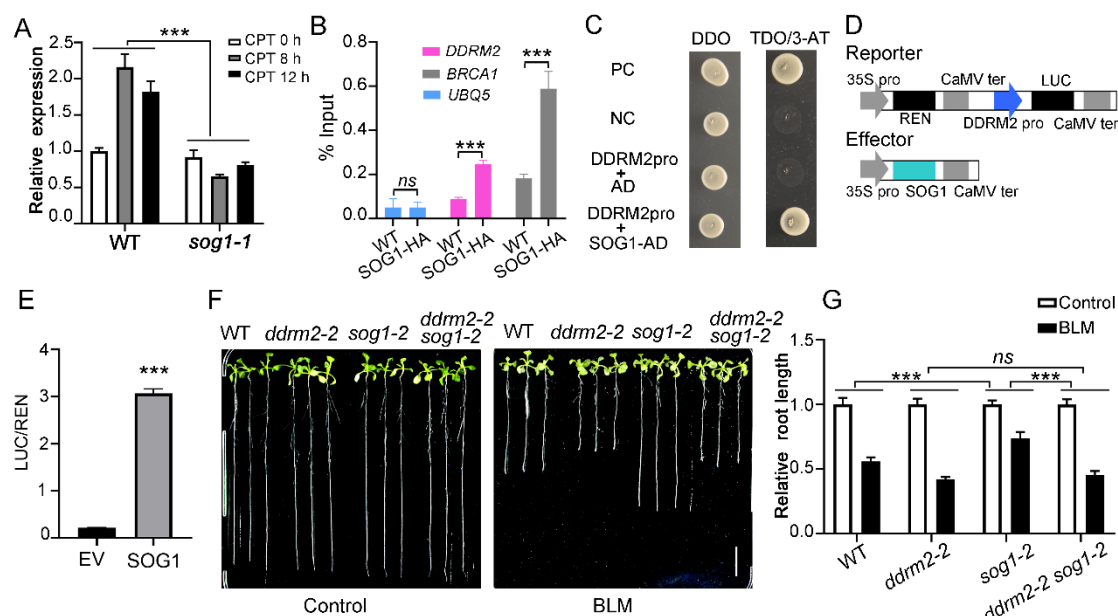 A
Relative expression
2.5
2.0
1.5
1.0
0.5
0.0
***
CPT 0 h
CPT 8 h
CPT 12 h
WT
sog1-1
B
% Input
0.8
0.6
0.4
0.2
0.0
DDRM2
BRCA1
UBQ5
ns
***
***
WT
SOG1-HA
WT
SOG1-HA
WT
SOG1-HA
C
DDO
TDO/3-AT
PC
NC
DDRM2pro
+
AD
DDRM2pro
+
SOG1-AD
D
Reporter
35S pro
CaMV ter
LUC
REN
DDRM2 pro
CaMV ter
Effector
35S pro
SOG1
CaMV ter
E
LUC/REN
4
3
2
1
0
***
EV
SOG1
F
WT
ddrm2-2
sog1-2
ddrm2-2
sog1-2
WT
ddrm2-2
sog1-2
ddrm2-2
sog1-2
Control
BLM
G
Control
BLM
Relative root length
1.5
1.0
0.5
0.0
ns
***
***
WT
ddrm2-2
sog1-2
ddrm2-2 sog1-2